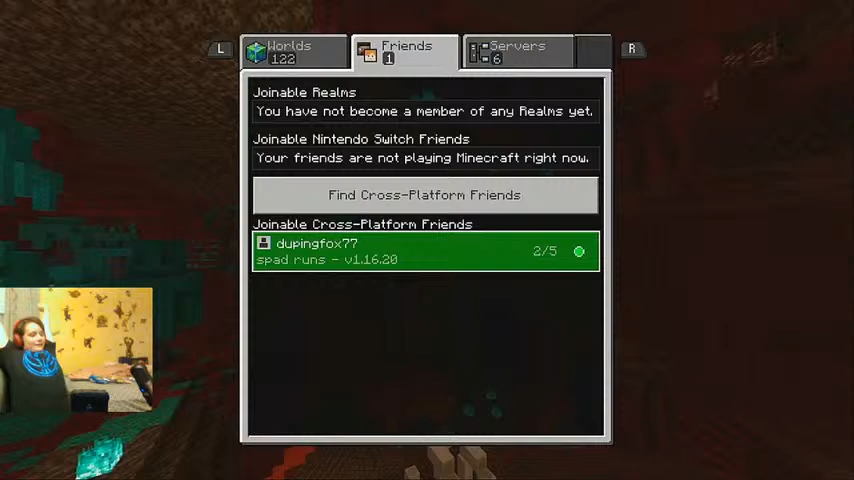 L
Worlds
122
Friends
1
Servers
6
R
Joinable Realms
You have not become a member of any Realms yet.
Joinable Nintendo Switch Friends
Your friends are not playing Minecraft right now.
Find Cross-Platform Friends
Joinable Cross-Platform Friends
dupingfox77
spad runs - v1.16.20
2/5